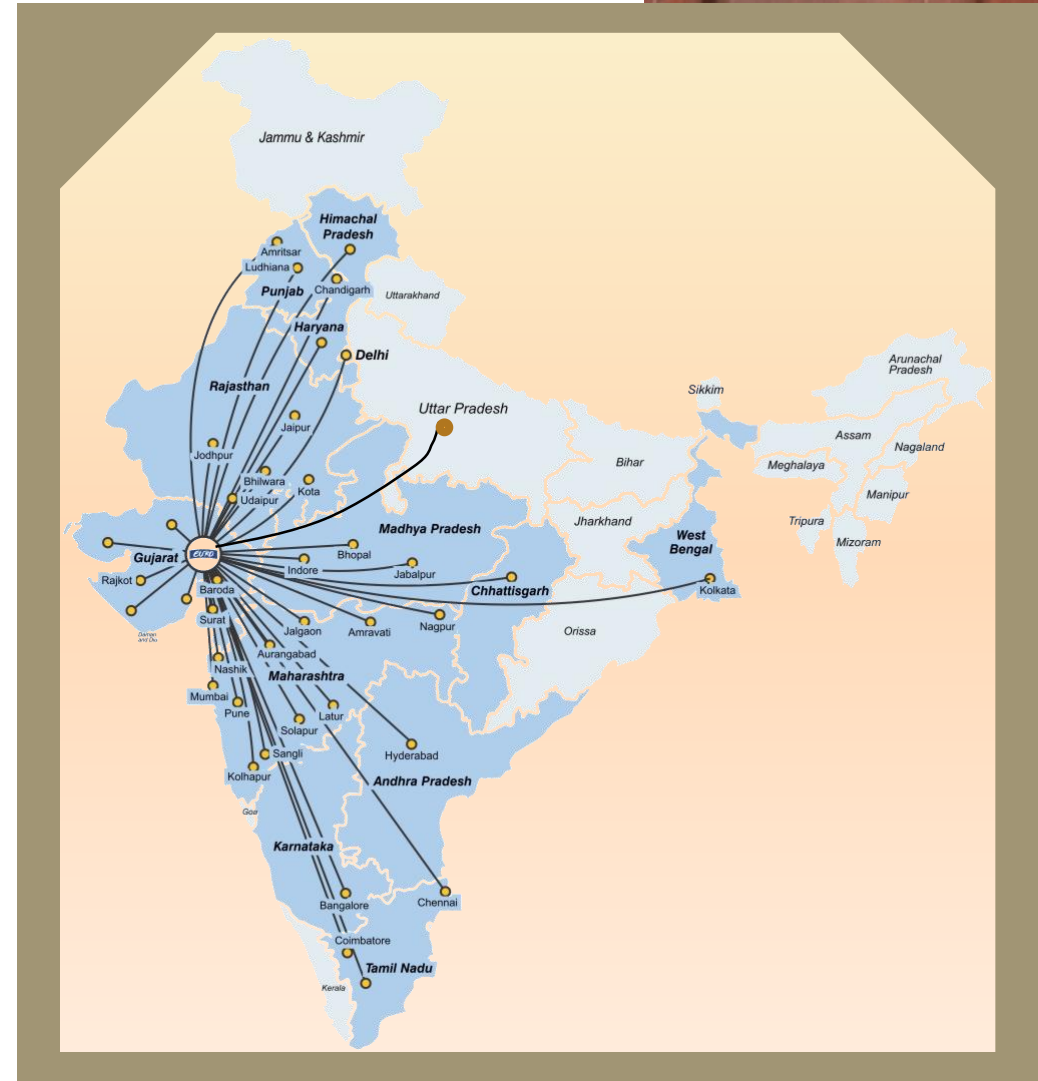 Jammu & Kashmir
Himachal
Pradesh
Amritsar
Ludhiana
Punjab
Chandigarh
Uttarakhand
Haryana
Delhi
Rajasthan
Uttar Pradesh
Sikkim
Arunachal
Pradesh
Jaipur
Jodhpur
Assam
Nagaland
Bihar
Meghalaya
Bhilwara
Kota
Udaipur
Manipur
Madhya Pradesh
Jharkhand
Tripura
Mizoram
West
Bengal
Gujarat
EURO
Bhopal
Indore
Jabalpur
Rajkot
Baroda
Chhattisgarh
Kolkata
Surat
Jalgaon
Amravati
Nagpur
Orissa
Daman
and Diu
Aurangabad
Nashik
Maharashtra
Mumbai
Pune
Latur
Solapur
Sangli
Hyderabad
Kolhapur
Andhra Pradesh
Goa
Karnataka
Bangalore
Chennai
Coimbatore
Tamil Nadu
Kerala